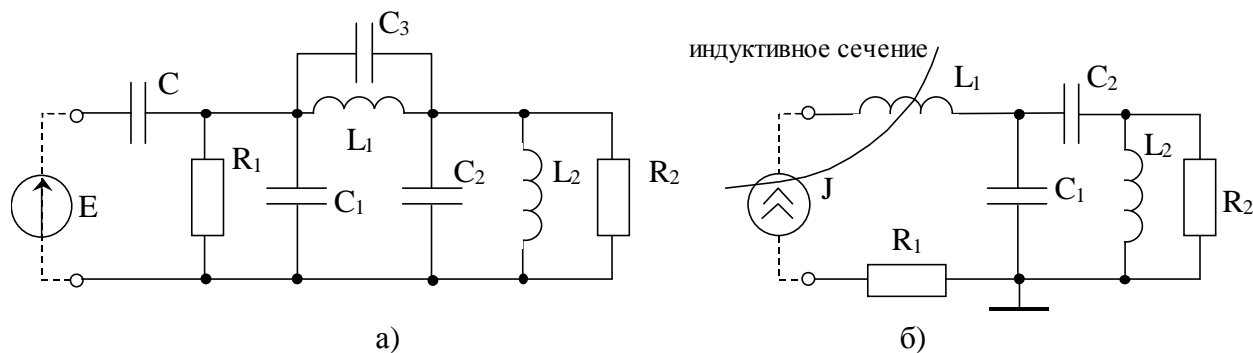 C₃
индуктивное сечение
C
L₁
C₂
L₁
R₁
L₂
E
C₁
C₂
L₂
R₂
J
C₁
R₂
R₁
а)
б)